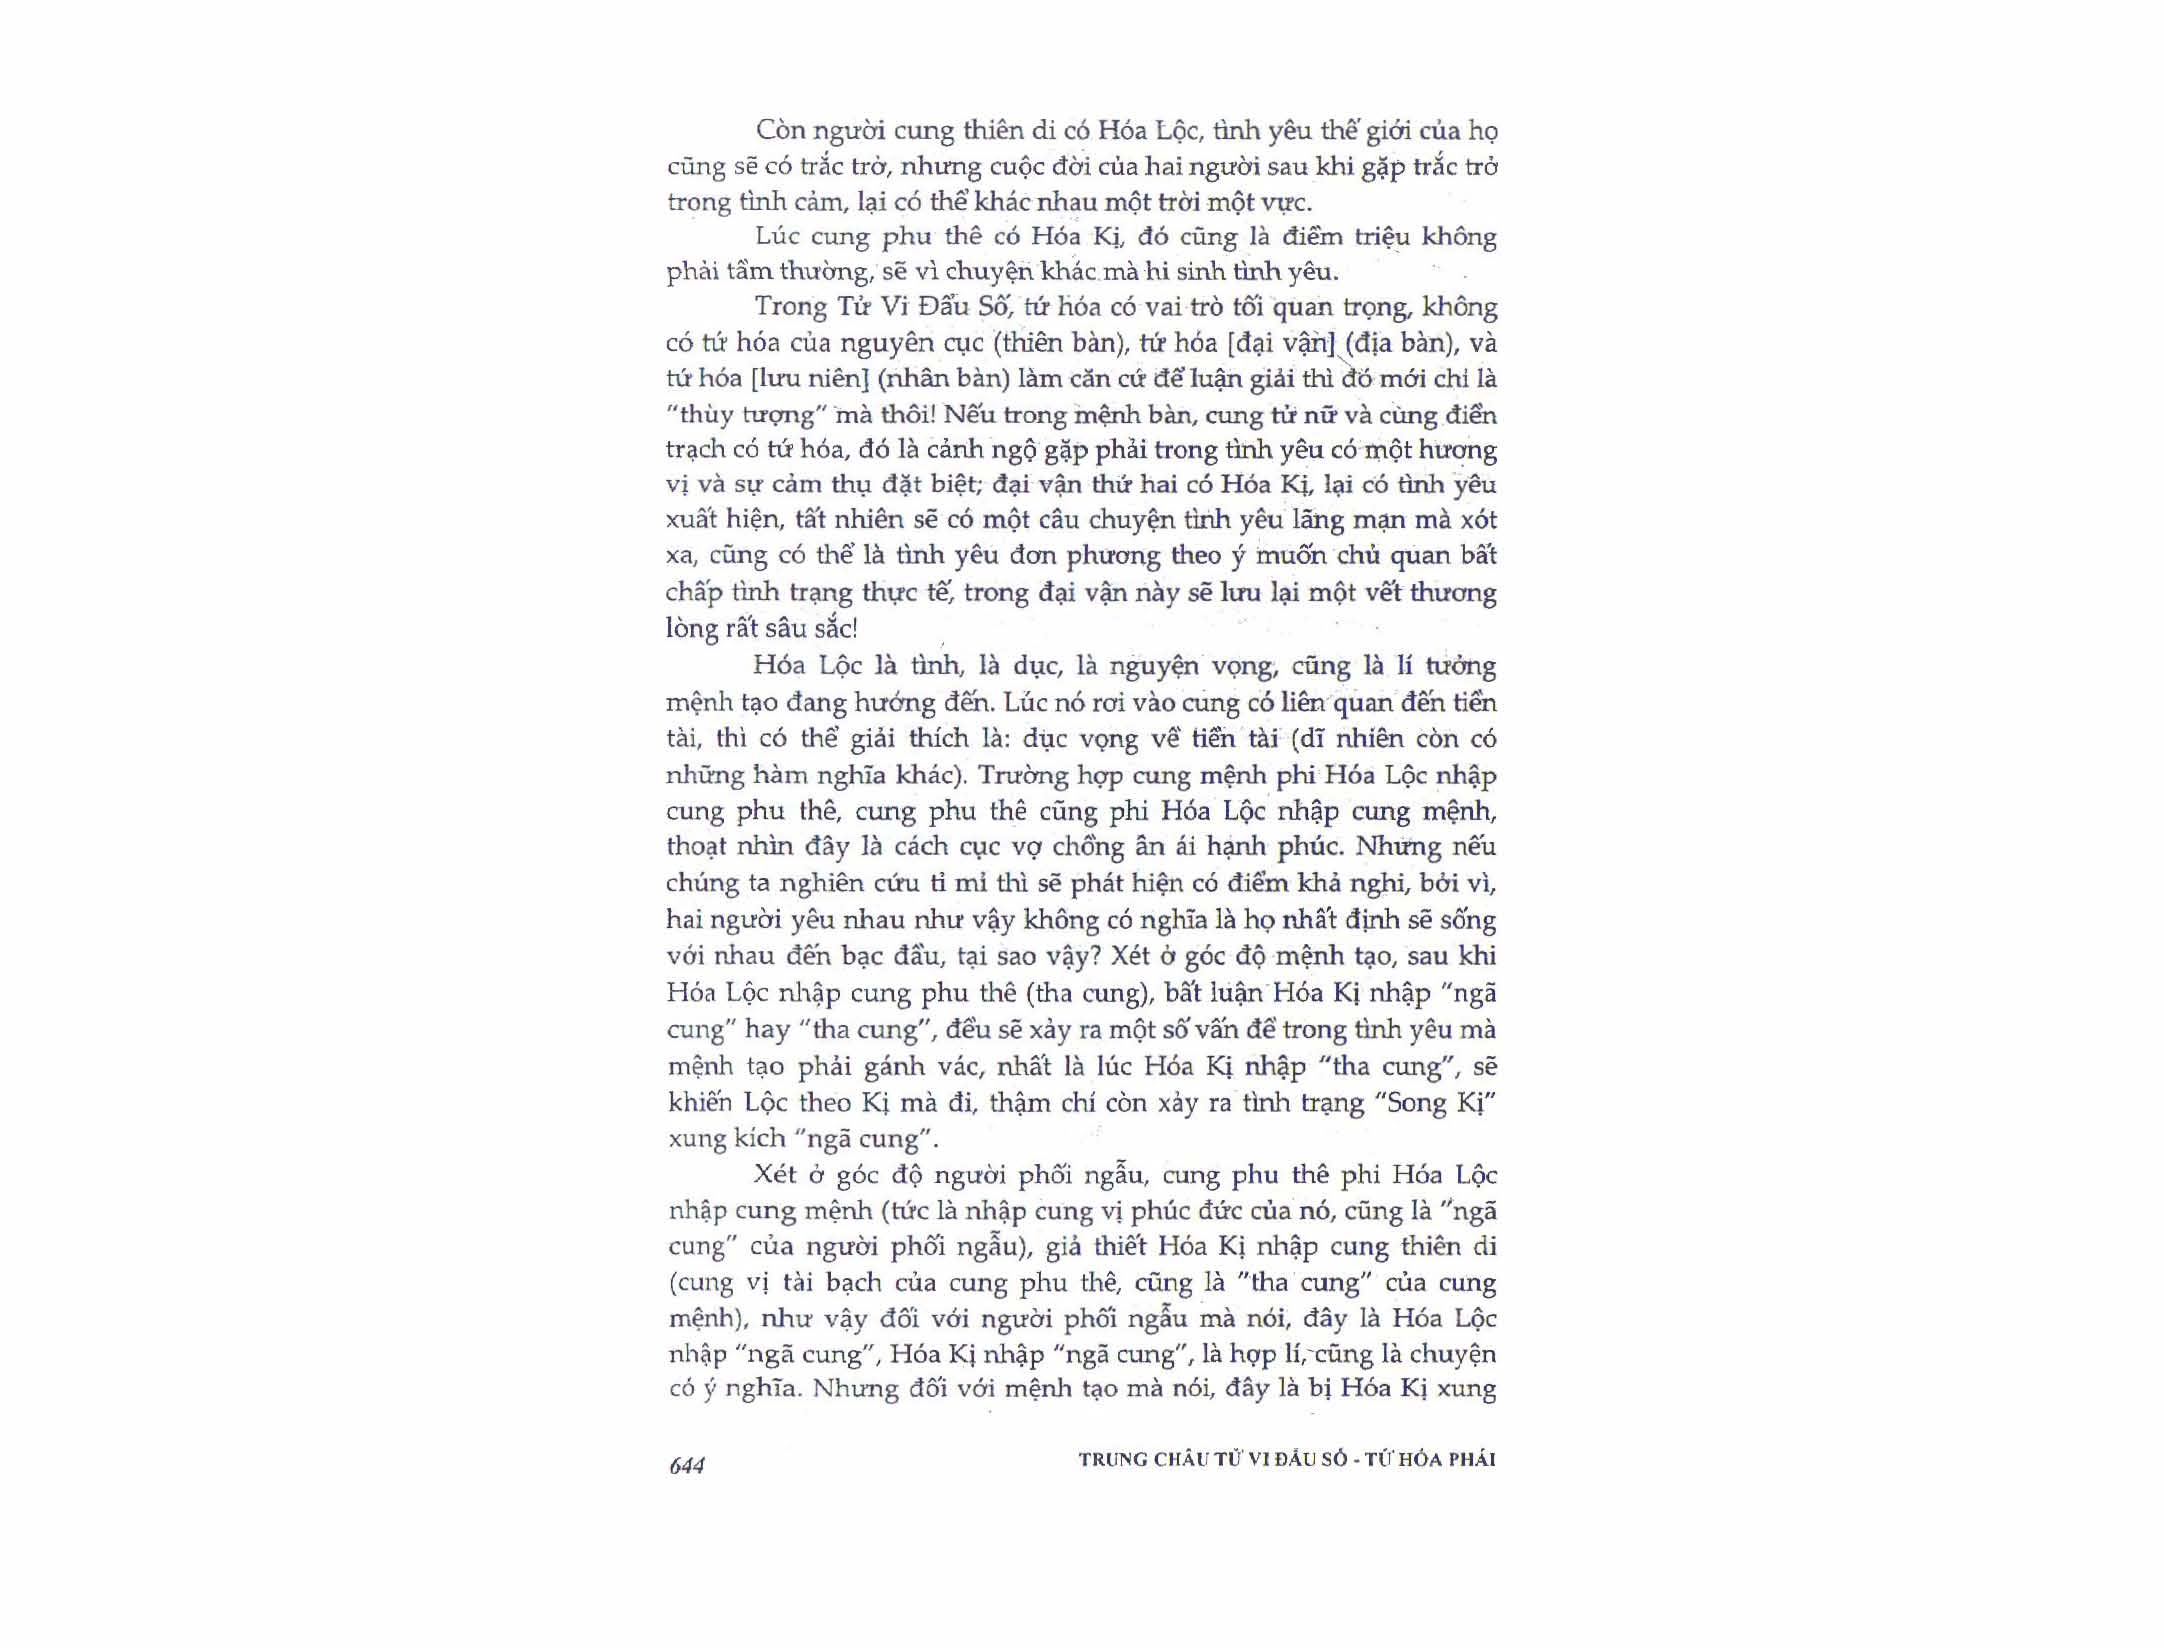 Còn người cung thiên di có Hóa Lộc, tình yêu thế giới của họ
cũng sẽ có trắc trở, nhưng cuộc đời của hai người sau khi gặp trắc trở
trong tình cảm, lại có thể khác nhau một trời một vực.
Lúc cung phu thê có Hóa Kị, đó cũng là điềm triệu không
phải tầm thường, sẽ vì chuyện khác mà hi sinh tình yêu.
Trong Tử Vi Đẩu Số, tứ hóa có vai trò tối quan trọng, không
có tứ hóa của nguyên cục (thiên bàn), tứ hóa [đại vận] (địa bàn), và
tứ hóa [lưu niên] (nhân bàn) làm căn cứ để luận giải thì đó mới chỉ là
"thùy tượng" mà thôi! Nếu trong mệnh bàn, cung tử nữ và cùng điền
trạch có tứ hóa, đó là cảnh ngộ gặp phải trong tình yêu có một hương
vị và sự cảm thụ đặt biệt; đại vận thứ hai có Hóa Kị, lại có tình yêu
xuất hiện, tất nhiên sẽ có một câu chuyện tình yêu lãng mạn mà xót
xa, cũng có thể là tình yêu đơn phương theo ý muốn chủ quan bất
chấp tình trạng thực tế, trong đại vận này sẽ lưu lại một vết thương
lòng rất sâu sắc!
Hóa Lộc là tình, là dục, là nguyện vọng, cũng là lí tưởng
mệnh tạo đang hướng đến. Lúc nó rơi vào cung có liên quan đến tiền
tài, thì có thể giải thích là: dục vọng về tiền tài (dĩ nhiên còn có
những hàm nghĩa khác). Trường hợp cung mệnh phi Hóa Lộc nhập
cung phu thê, cung phu thê cũng phi Hóa Lộc nhập cung mệnh,
thoạt nhìn đây là cách cục vợ chồng ân ái hạnh phúc. Nhưng nếu
chúng ta nghiên cứu tỉ mỉ thì sẽ phát hiện có điểm khả nghi, bởi vì,
hai người yêu nhau như vậy không có nghĩa là họ nhất định sẽ sống
với nhau đến bạc đầu, tại sao vậy? Xét ở góc độ mệnh tạo, sau khi
Hóa Lộc nhập cung phu thê (tha cung), bất luận Hóa Kị nhập "ngã
cung" hay "tha cung", đều sẽ xảy ra một số vấn đề trong tình yêu mà
mệnh tạo phải gánh vác, nhất là lúc Hóa Kị nhập "tha cung", sẽ
khiến Lộc theo Kị mà đi, thậm chí còn xảy ra tình trạng "Song Kị"
xung kích "ngã cung".
Xét ở góc độ người phối ngẫu, cung phu thê phi Hóa Lộc
nhập cung mệnh (tức là nhập cung vị phúc đức của nó, cũng là "ngã
cung" của người phối ngẫu), giả thiết Hóa Kị nhập cung thiên di
(cung vị tài bạch của cung phu thê, cũng là "tha cung" của cung
mệnh), như vậy đối với người phối ngẫu mà nói, đây là Hóa Lộc
nhập "ngã cung", Hóa Kị nhập "ngã cung", là hợp lí, cũng là chuyện
có ý nghĩa. Nhưng đối với mệnh tạo mà nói, đây là bị Hóa Kị xung
644
TRUNG CHÂU TỬ VI ĐẨU SỐ - TỨ HÓA PHÁI